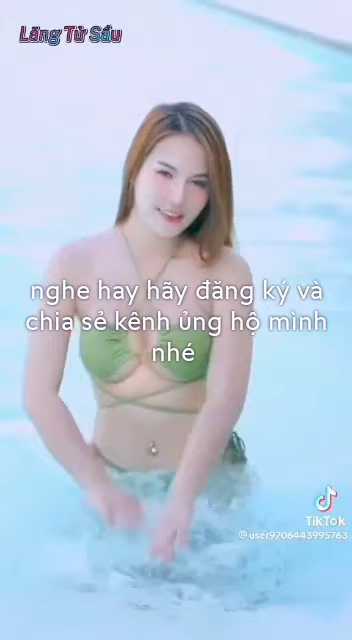 Lãng Tử Sầu
nghe hay hãy đăng ký và
chia sẻ kênh ủng hộ mình
nhé
TikTok
@user9706443995763